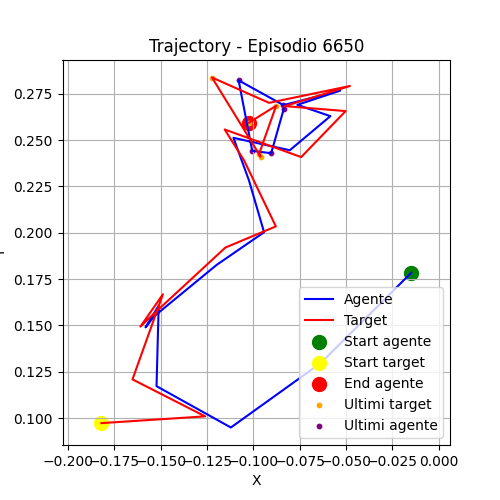 Trajectory - Episodio 6650
0.275
0.250
0.225
0.200
0.175
0.150
0.125
0.100
Agente
Target
Start agente
Start target
End agente
Ultimi target
Ultimi agente
−0.200 −0.175 −0.150 −0.125 −0.100 −0.075 −0.050 −0.025 0.000
X